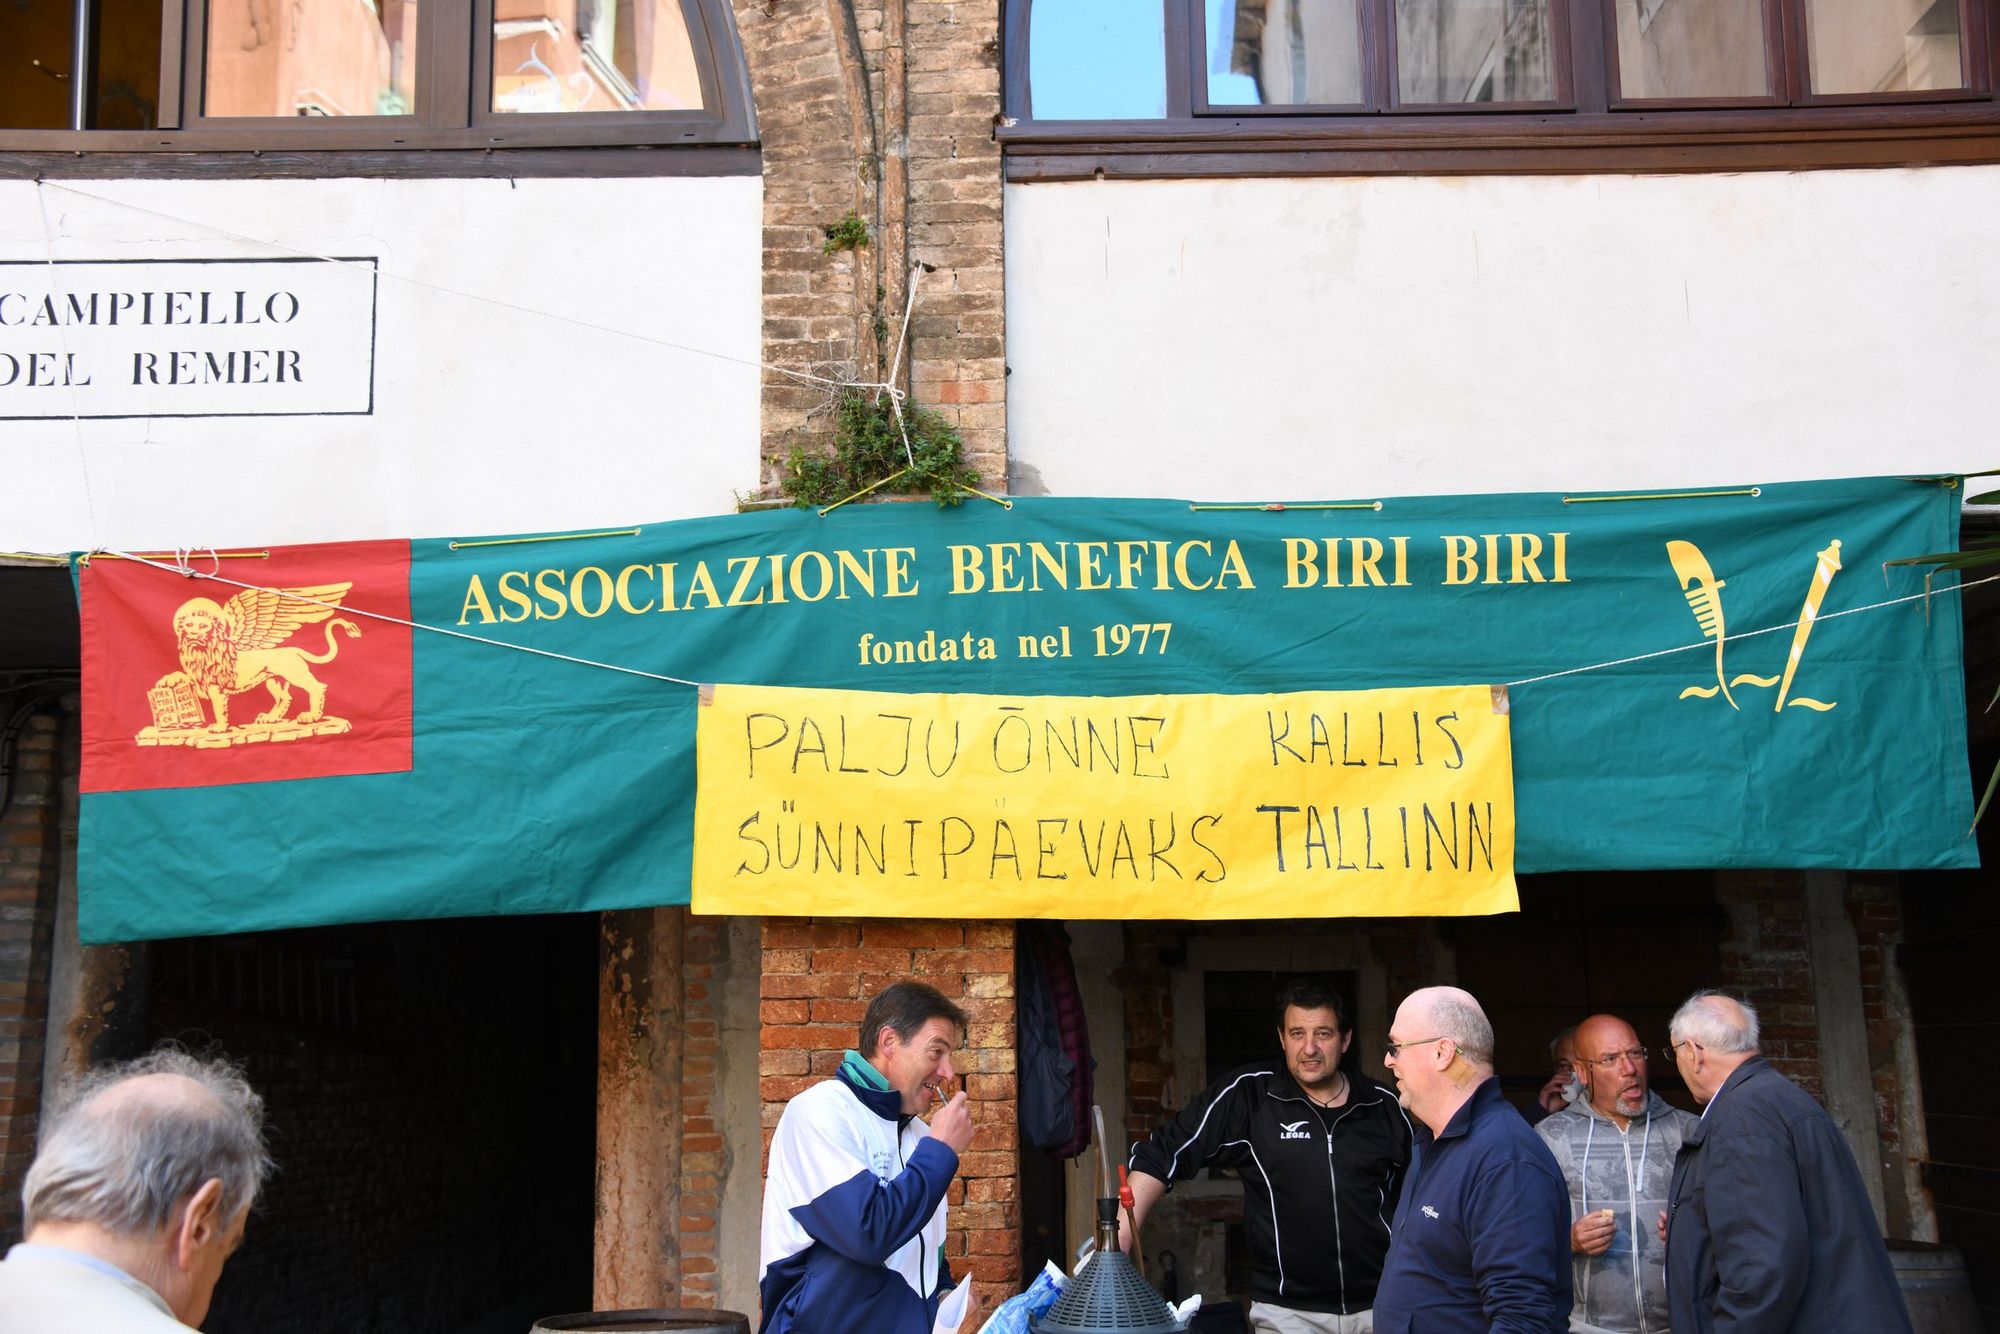 CAMPIELLO
DEL REMER
ASSOCIAZIONE BENEFICA BIRI BIRI
fondata nel 1977
PALJU ÕNNE KALLIS
SÜNNIPÄEVAKS TALLINN
LEGEA